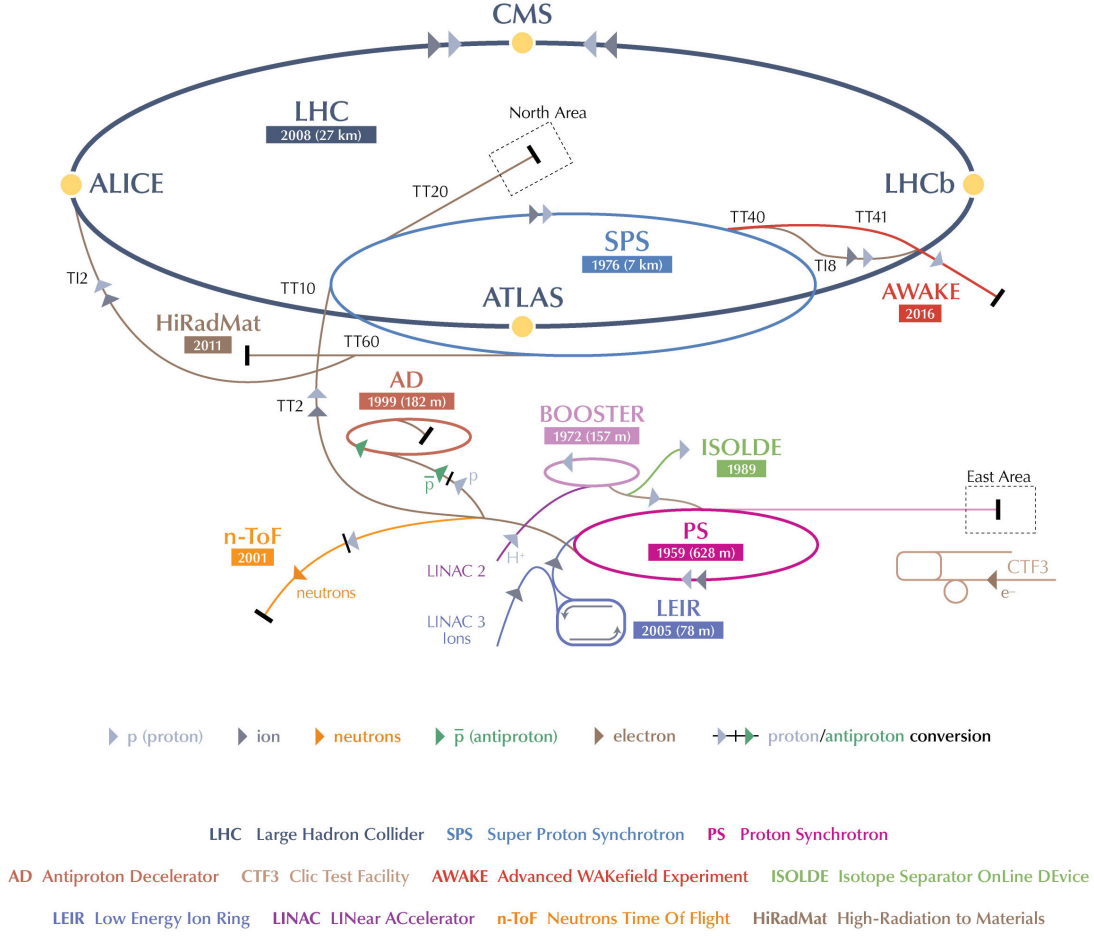 CMS
LHC
2008 (27 km)
North Area
ALICE
LHCb
TT20
TT40
TT41
SPS
1976 (7 km)
TI2
TI8
TT10
ATLAS
AWAKE
2016
HiRadMat
2011
TT60
AD
1999 (182 m)
TT2
BOOSTER
1972 (157 m)
ISOLDE
1989
p̅
p
East Area
n-ToF
2001
PS
1959 (628 m)
H⁺
LINAC 2
CTF3
e⁻
neutrons
LINAC 3
Ions
LEIR
2005 (78 m)
p (proton) ion neutrons p̅ (antiproton) electron proton/antiproton conversion
LHC Large Hadron Collider SPS Super Proton Synchrotron PS Proton Synchrotron
AD Antiproton Decelerator CTF3 Clic Test Facility AWAKE Advanced WAKefield Experiment ISOLDE Isotope Separator OnLine DEvice
LEIR Low Energy Ion Ring LINAC LINear ACcelerator n-ToF Neutrons Time Of Flight HiRadMat High-Radiation to Materials